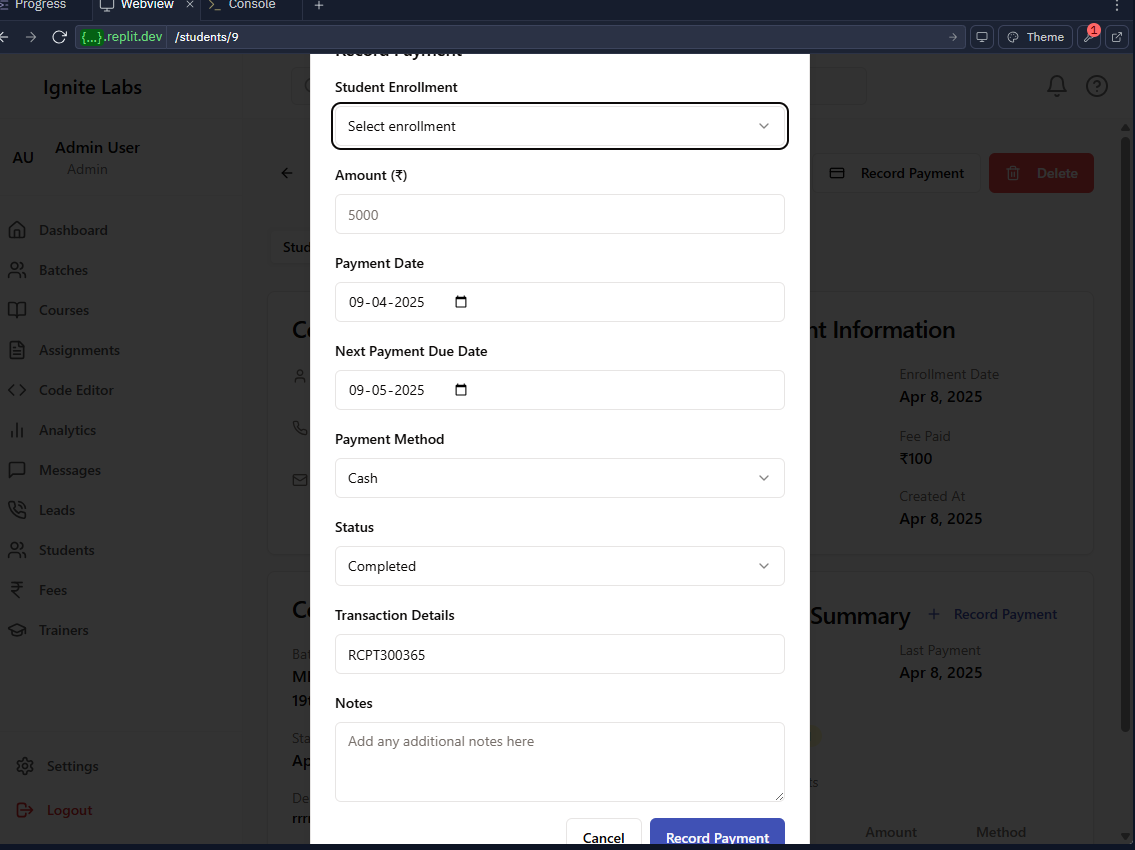 Progress
Webview
Console
{...}.replit.dev /students/9
Theme
1
Record Payment
Ignite Labs
Student Enrollment
Select enrollment
AU
Admin User
Admin
Amount (₹)
5000
Record Payment
Delete
Payment Date
09-04-2025
Next Payment Due Date
09-05-2025
Payment Method
Cash
Status
Completed
Transaction Details
RCPT300365
Notes
Add any additional notes here
Cancel
Record Payment
Dashboard
Batches
Courses
Assignments
Code Editor
Analytics
Messages
Leads
Students
Fees
Trainers
Settings
Logout
Information
Enrollment Date
Apr 8, 2025
Fee Paid
₹100
Created At
Apr 8, 2025
Summary
Record Payment
Last Payment
Apr 8, 2025
Amount
Method